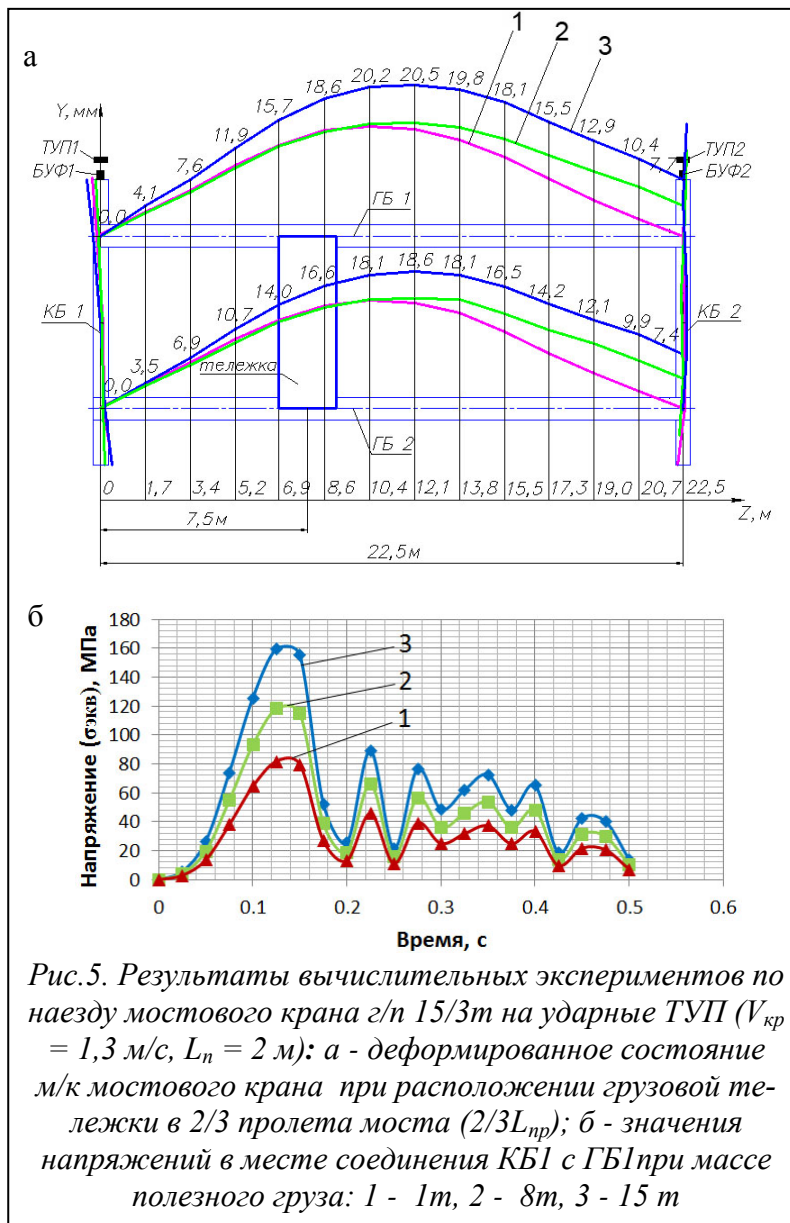 а
1
2
3
Y, мм
ТУП1
БУФ1
ТУП2
БУФ2
0,0 4,1 7,6 11,9 15,7 18,6 20,2 20,5 19,8 18,1 15,5 12,9 10,4 7,7
ГБ 1
КБ 1
КБ 2
0,0 3,5 6,9 10,7 14,0 16,6 18,1 18,6 18,1 16,5 14,2 12,1 9,9 7,4
тележка
ГБ 2
0 1,7 3,4 5,2 6,9 8,6 10,4 12,1 13,8 15,5 17,3 19,0 20,7 22,5
Z, м
7,5м
22,5м
б
Напряжение (σэкв), МПа
180
160
140
120
100
80
60
40
20
0
3
2
1
0 0.1 0.2 0.3 0.4 0.5 0.6
Время, с
Рис.5. Результаты вычислительных экспериментов по
наезду мостового крана г/п 15/3т на ударные ТУП (Vкр
= 1,3 м/с, Lп = 2 м): а - деформированное состояние
м/к мостового крана при расположении грузовой те-
лежки в 2/3 пролета моста (2/3Lпр); б - значения
напряжений в месте соединения КБ1 с ГБ1при массе
полезного груза: 1 - 1т, 2 - 8т, 3 - 15 т